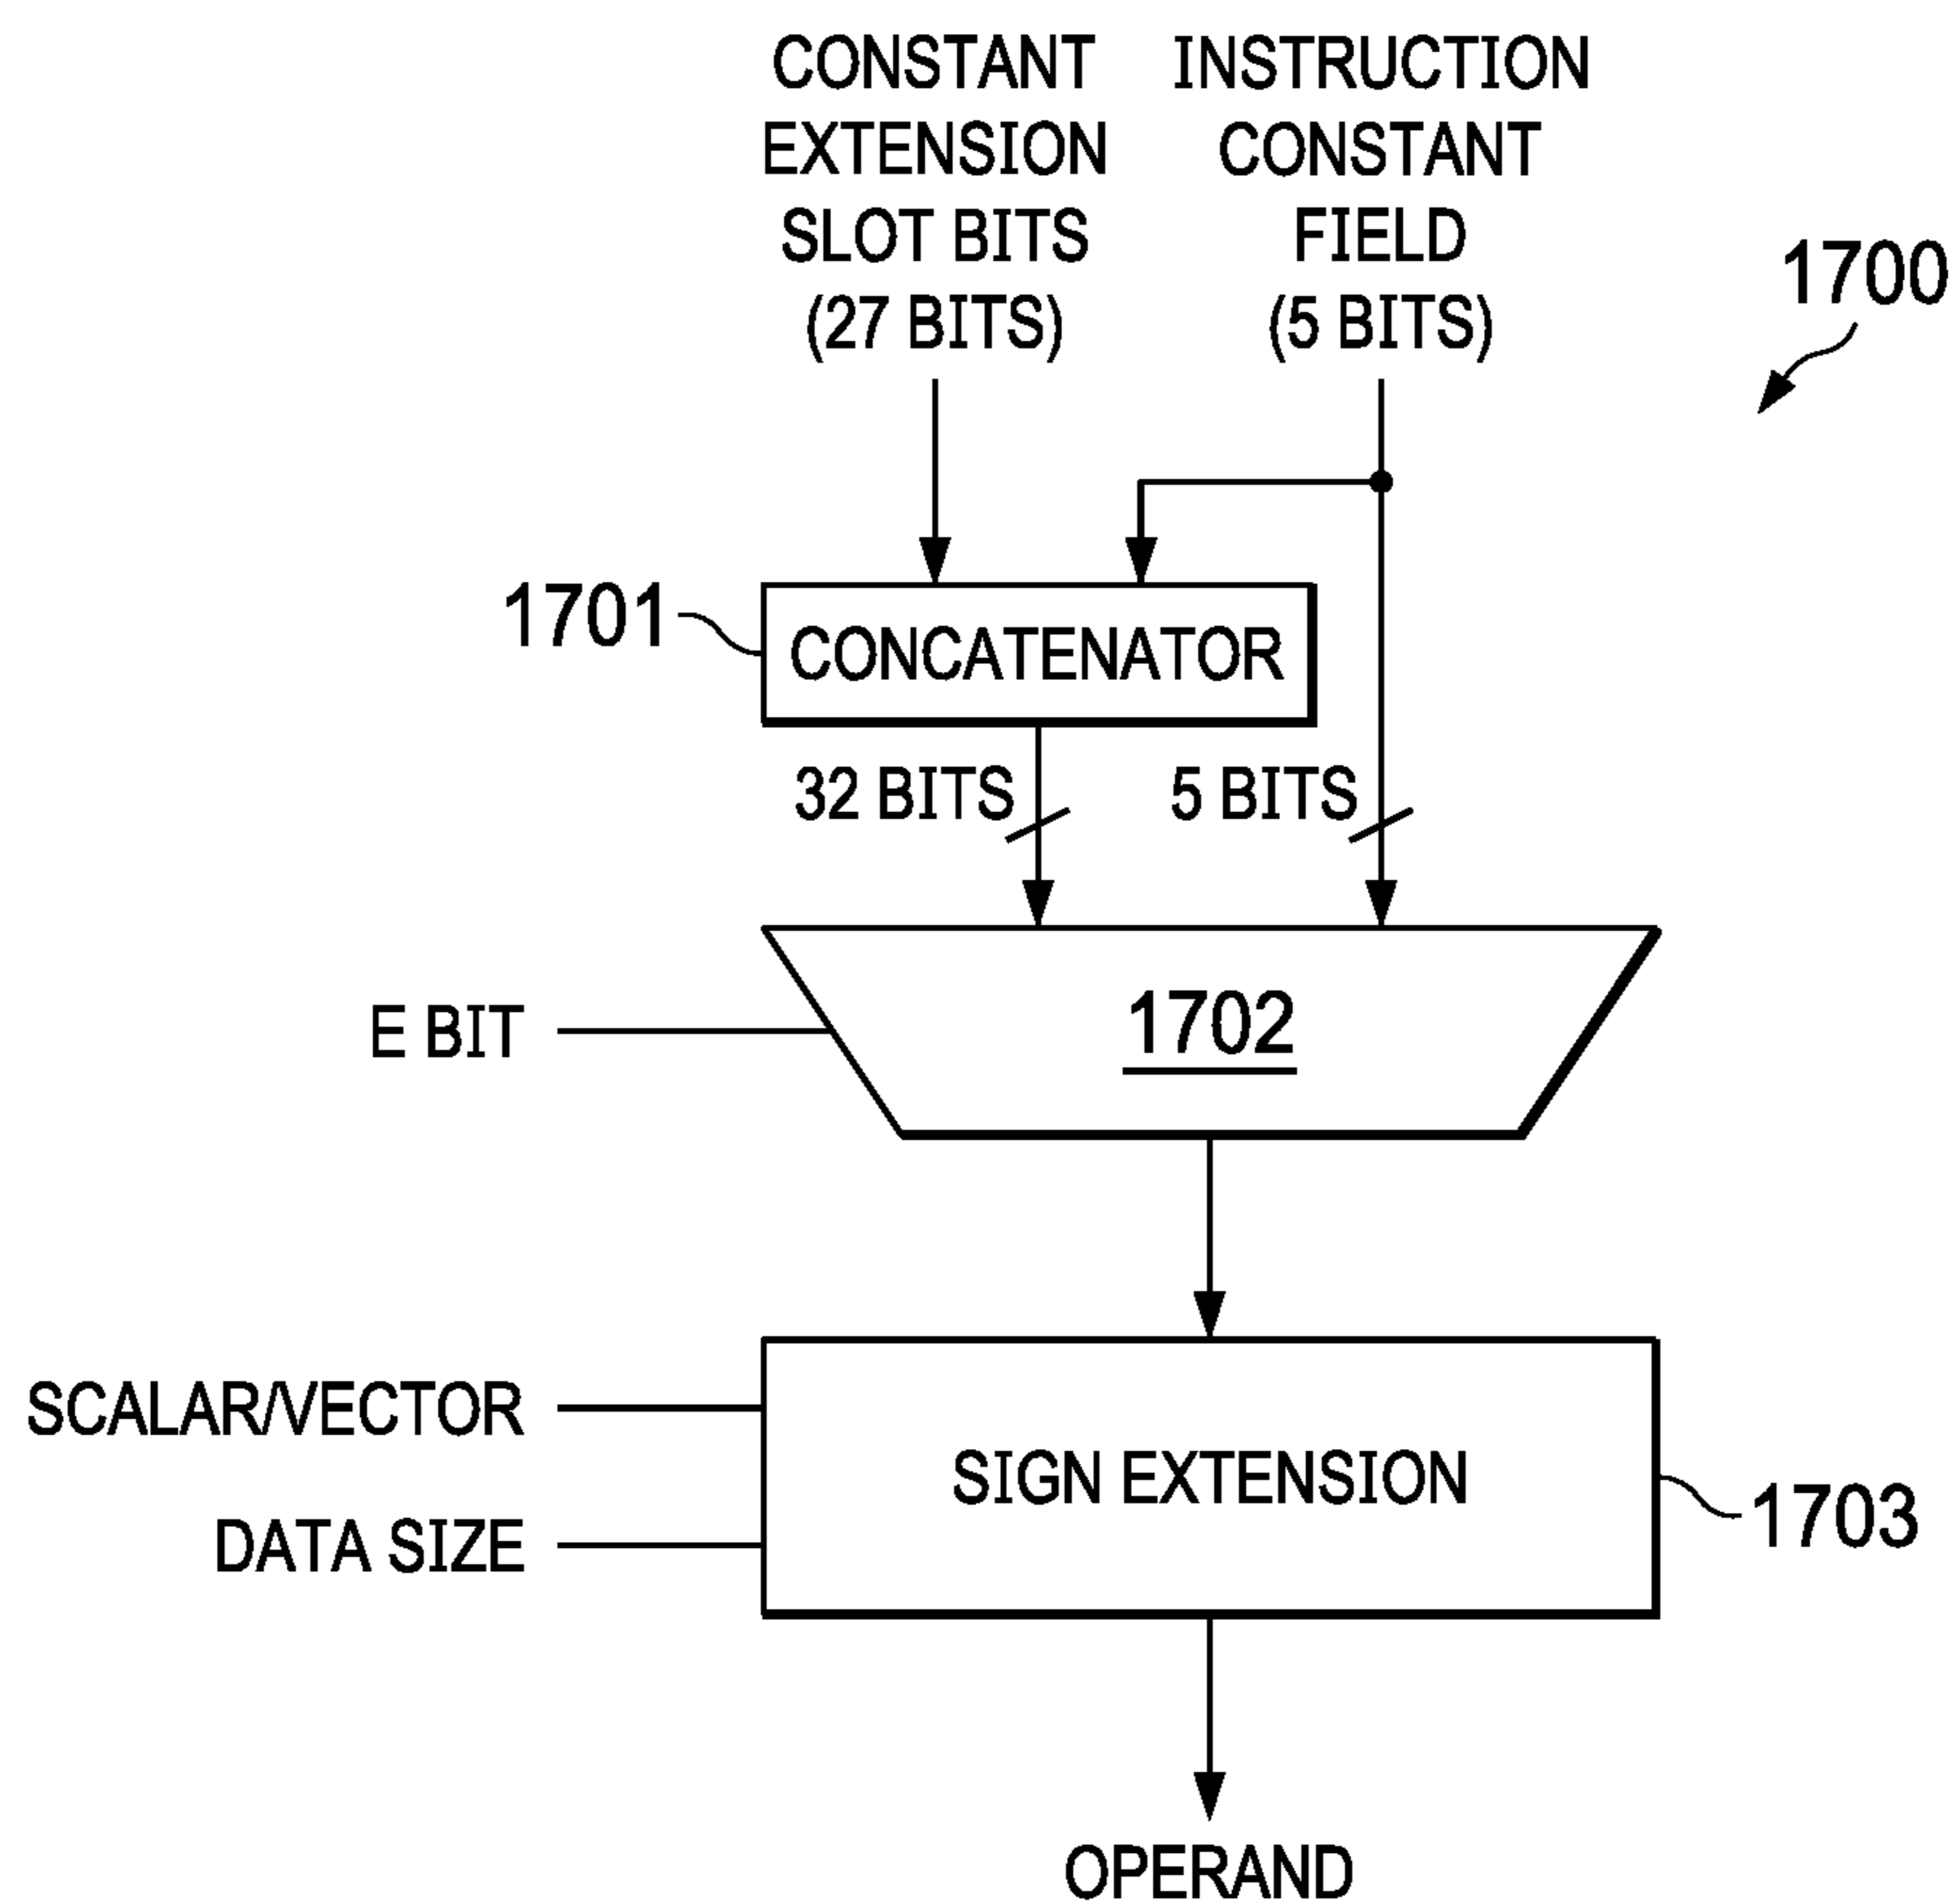 CONSTANT
EXTENSION
SLOT BITS
(27 BITS)
INSTRUCTION
CONSTANT
FIELD
(5 BITS)
1700
1701
CONCATENATOR
32 BITS
5 BITS
E BIT
1702
SCALAR/VECTOR
SIGN EXTENSION
DATA SIZE
1703
OPERAND